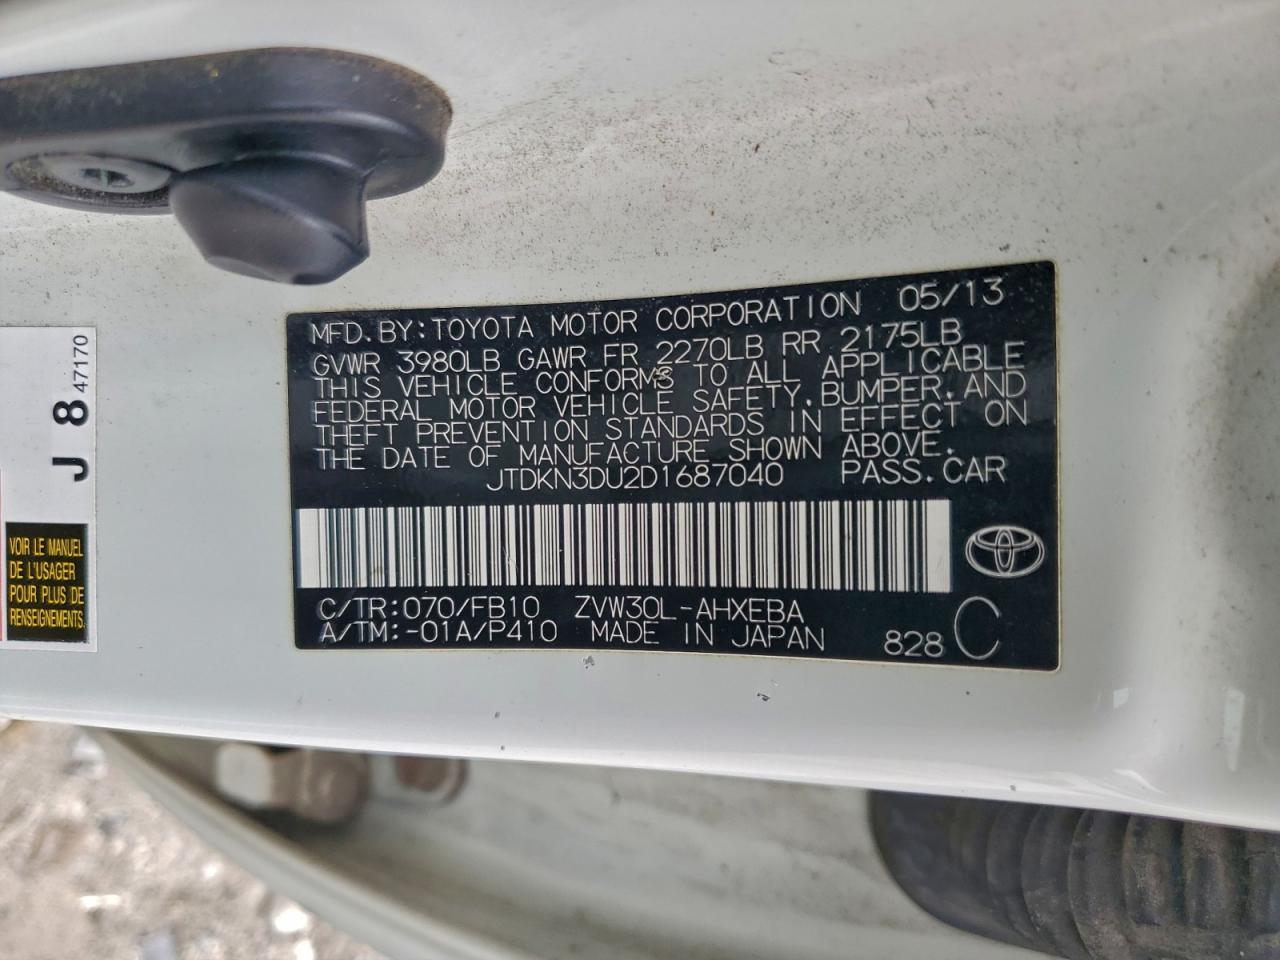 MFD.BY:TOYOTA MOTOR CORPORATION 05/13
GVWR 3980LB GAWR FR 2270LB RR 2175LB
THIS VEHICLE CONFORMS TO ALL APPLICABLE
FEDERAL MOTOR VEHICLE SAFETY,BUMPER,AND
THEFT PREVENTION STANDARDS IN EFFECT ON
THE DATE OF MANUFACTURE SHOWN ABOVE.
JTDKN3DU2D1687040 PASS.CAR
C/TR:070/FB10 ZVW30L-AHXEBA
A/TM:-01A/P410 MADE IN JAPAN 828 C
J 8 47170
VOIR LE MANUEL
DE L'USAGER
POUR PLUS DE
RENSEIGNEMENTS